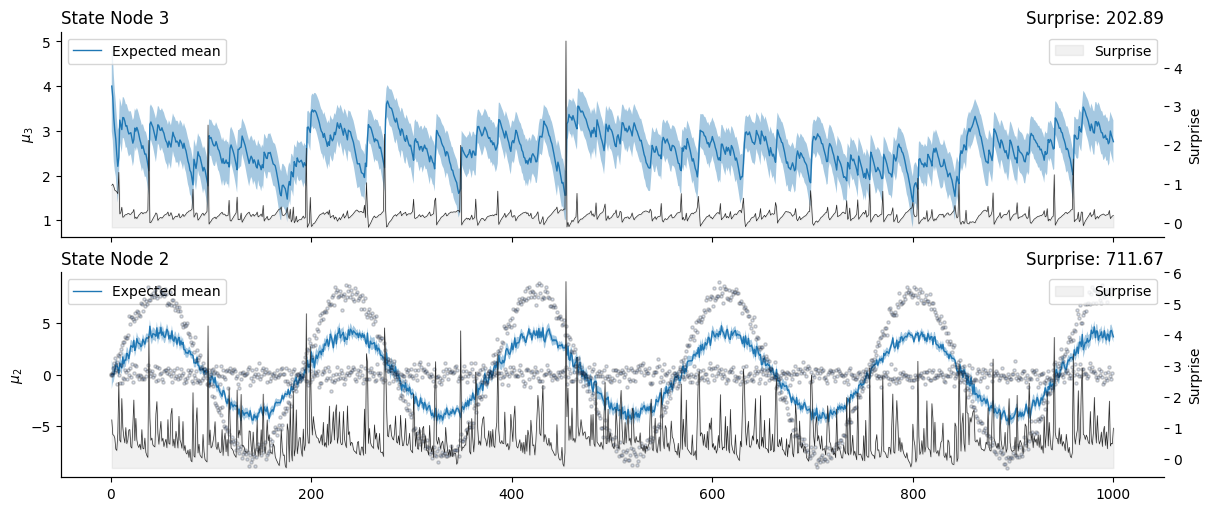 State Node 3
Surprise: 202.89
Expected mean
Surprise
5
4
3
2
1
μ3
4
3
2
1
0
Surprise
State Node 2
Surprise: 711.67
Expected mean
Surprise
5
0
−5
μ2
6
5
4
3
2
1
0
Surprise
0
200
400
600
800
1000